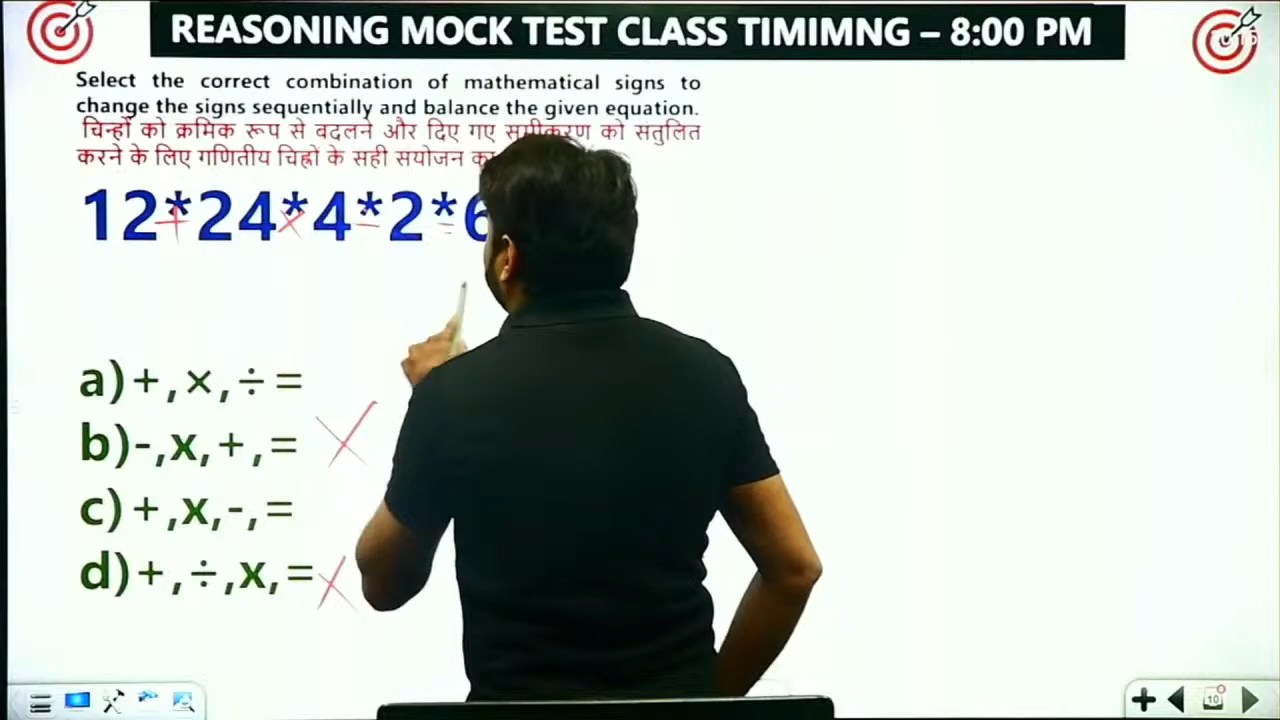 REASONING MOCK TEST CLASS TIMIMNG – 8:00 PM
Select the correct combination of mathematical signs to
change the signs sequentially and balance the given equation.
चिन्हों को क्रमिक रूप से बदलने और दिए गए समीकरण को संतुलित
करने के लिए गणितीय चिह्नों के सही सयोजन का
12*24*4*2*6
a)+,×,÷=
b)-,x,+,=
c)+,x,-,=
d)+,÷,x,=
10